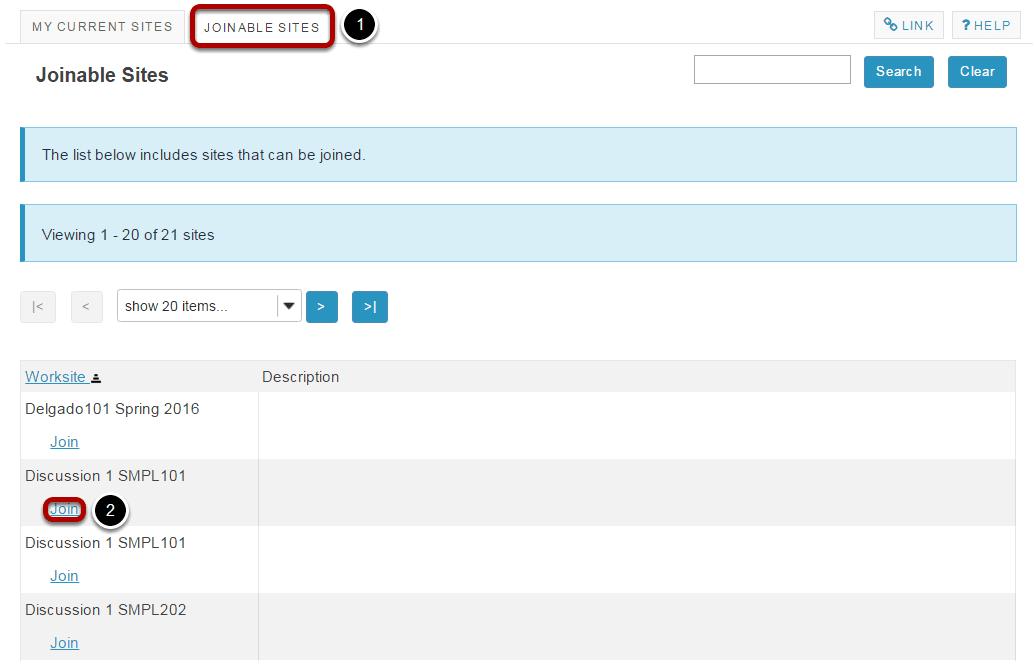 MY CURRENT SITES JOINABLE SITES 1 LINK ? HELP
Joinable Sites Search Clear
The list below includes sites that can be joined.
Viewing 1 - 20 of 21 sites
|< < show 20 items... > >|
Worksite Description
Delgado101 Spring 2016
Join
Discussion 1 SMPL101
Join 2
Discussion 1 SMPL101
Join
Discussion 1 SMPL202
Join